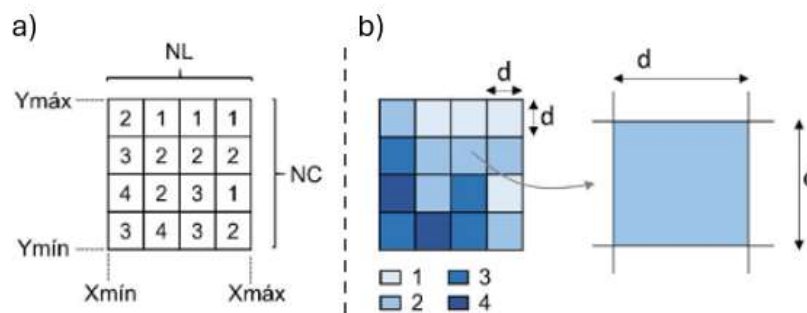 a)
NL
Ymáx
2 1 1 1
3 2 2 2
4 2 3 1
3 4 3 2
NC
Ymín
Xmín Xmáx
b)
d
d
1 3
2 4
d